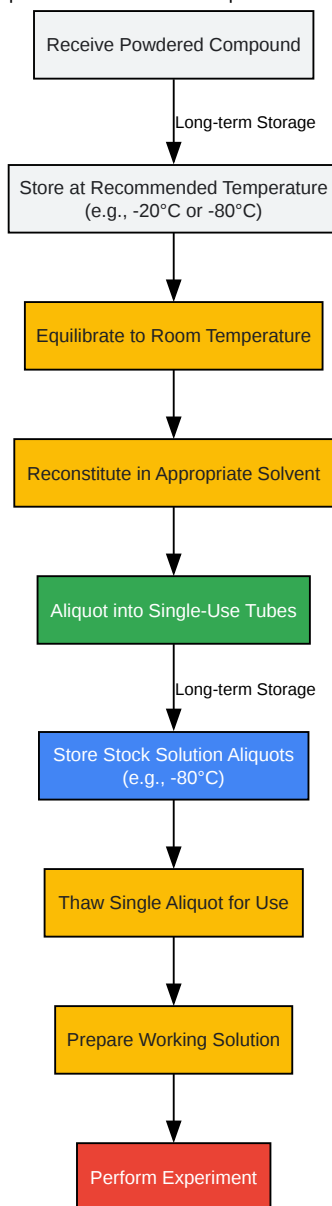 Receive Powdered Compound
Long-term Storage
Store at Recommended Temperature
(e.g., -20°C or -80°C)
Equilibrate to Room Temperature
Reconstitute in Appropriate Solvent
Aliquot into Single-Use Tubes
Long-term Storage
Store Stock Solution Aliquots
(e.g., -80°C)
Thaw Single Aliquot for Use
Prepare Working Solution
Perform Experiment